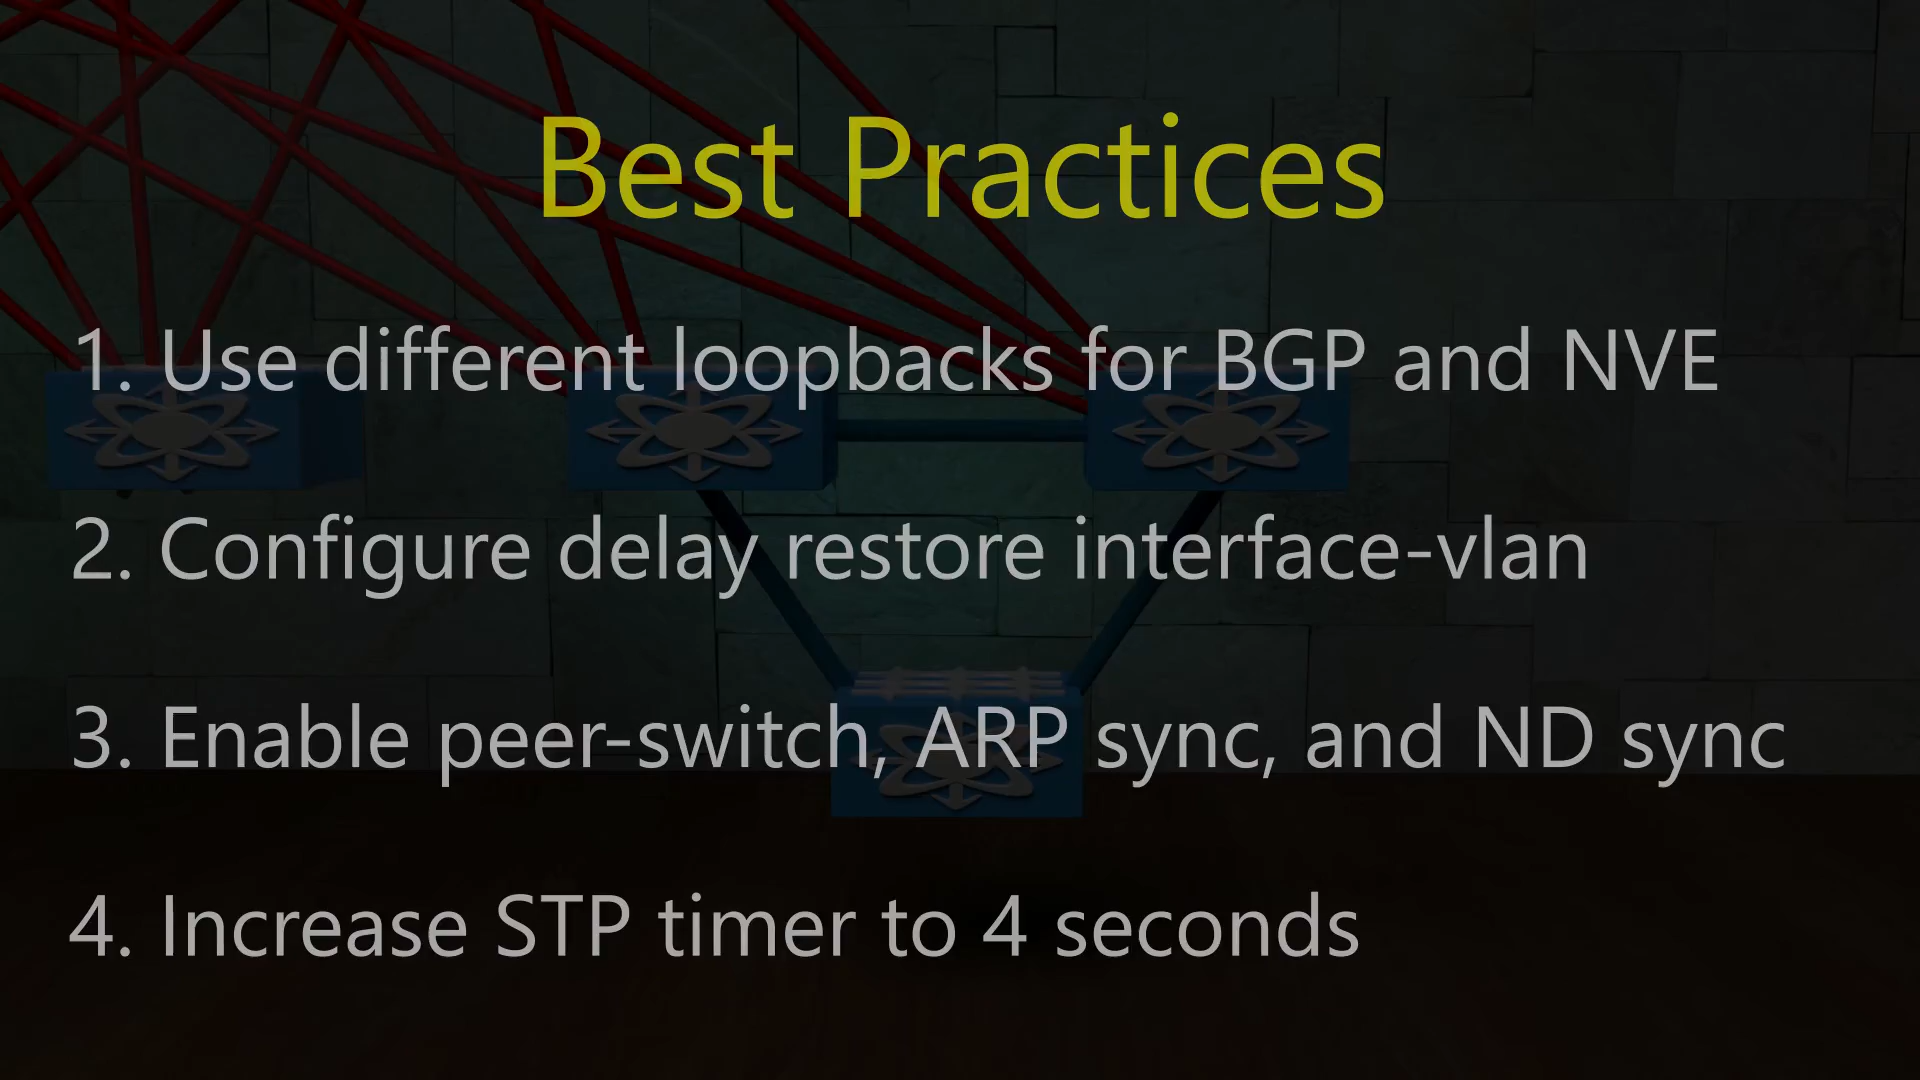 Best Practices
1. Use different loopbacks for BGP and NVE
2. Configure delay restore interface-vlan
3. Enable peer-switch, ARP sync, and ND sync
4. Increase STP timer to 4 seconds